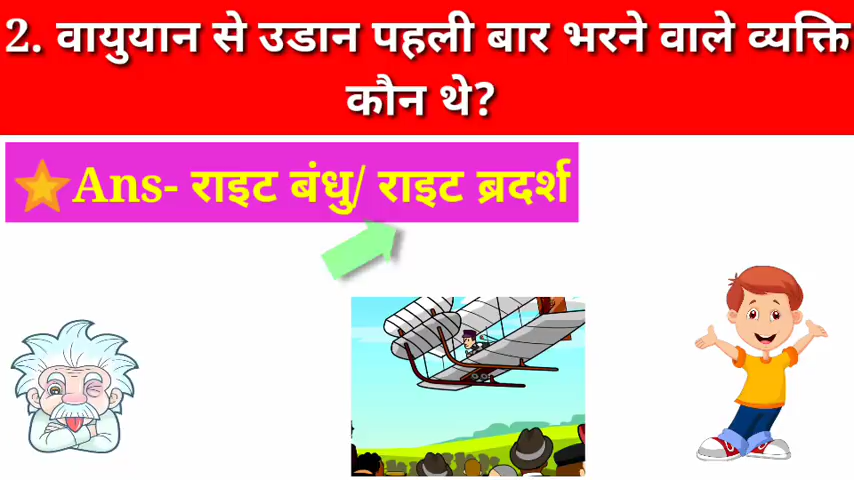 2. वायुयान से उडान पहली बार भरने वाले व्यक्ति
कौन थे?
Ans- राइट बंधु/ राइट ब्रदर्श